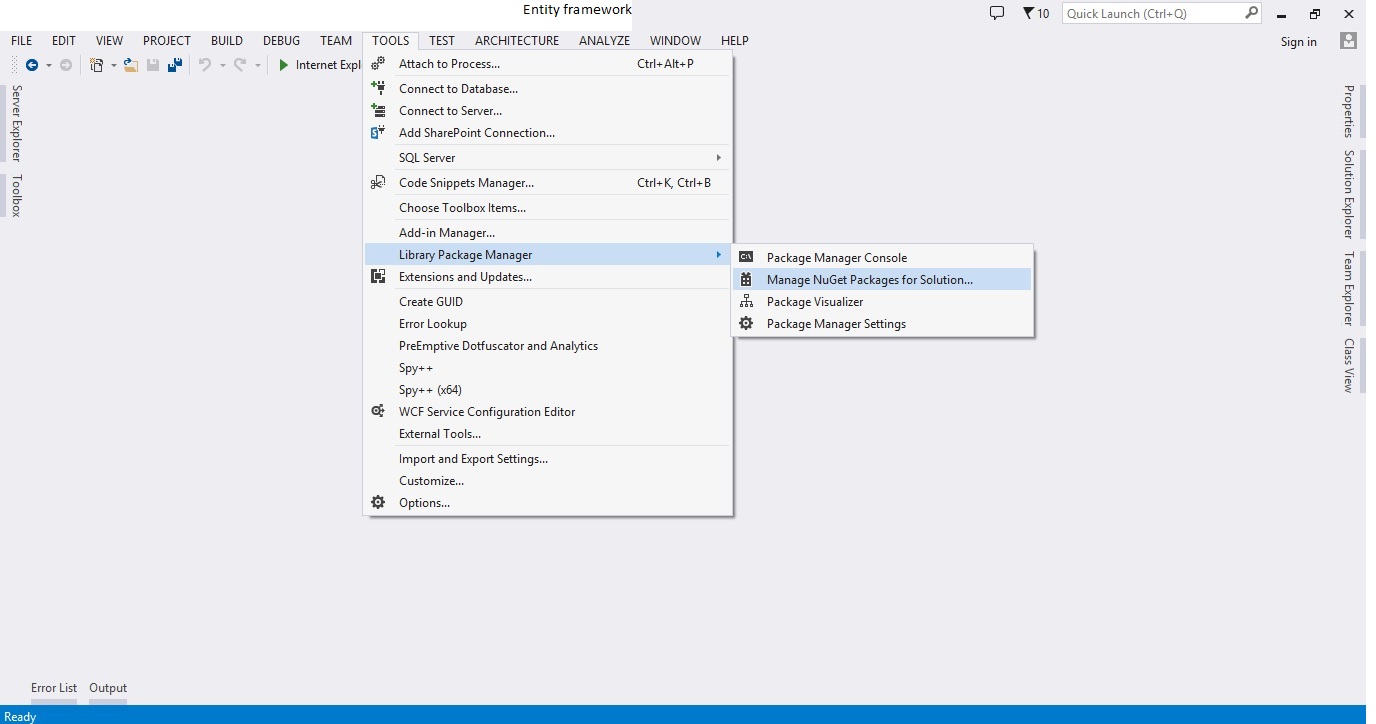 Entity framework
10
Quick Launch (Ctrl+Q)
FILE EDIT VIEW PROJECT BUILD DEBUG TEAM TOOLS TEST ARCHITECTURE ANALYZE WINDOW HELP
Sign in
Internet Expl
Attach to Process... Ctrl+Alt+P
Connect to Database...
Connect to Server...
Add SharePoint Connection...
SQL Server
Code Snippets Manager... Ctrl+K, Ctrl+B
Choose Toolbox Items...
Add-in Manager...
Library Package Manager
Extensions and Updates...
Create GUID
Error Lookup
PreEmptive Dotfuscator and Analytics
Spy++
Spy++ (x64)
WCF Service Configuration Editor
External Tools...
Import and Export Settings...
Customize...
Options...
C:\
Package Manager Console
Manage NuGet Packages for Solution...
Package Visualizer
Package Manager Settings
Server Explorer
Toolbox
Properties
Solution Explorer
Team Explorer
Class View
Error List Output
Ready